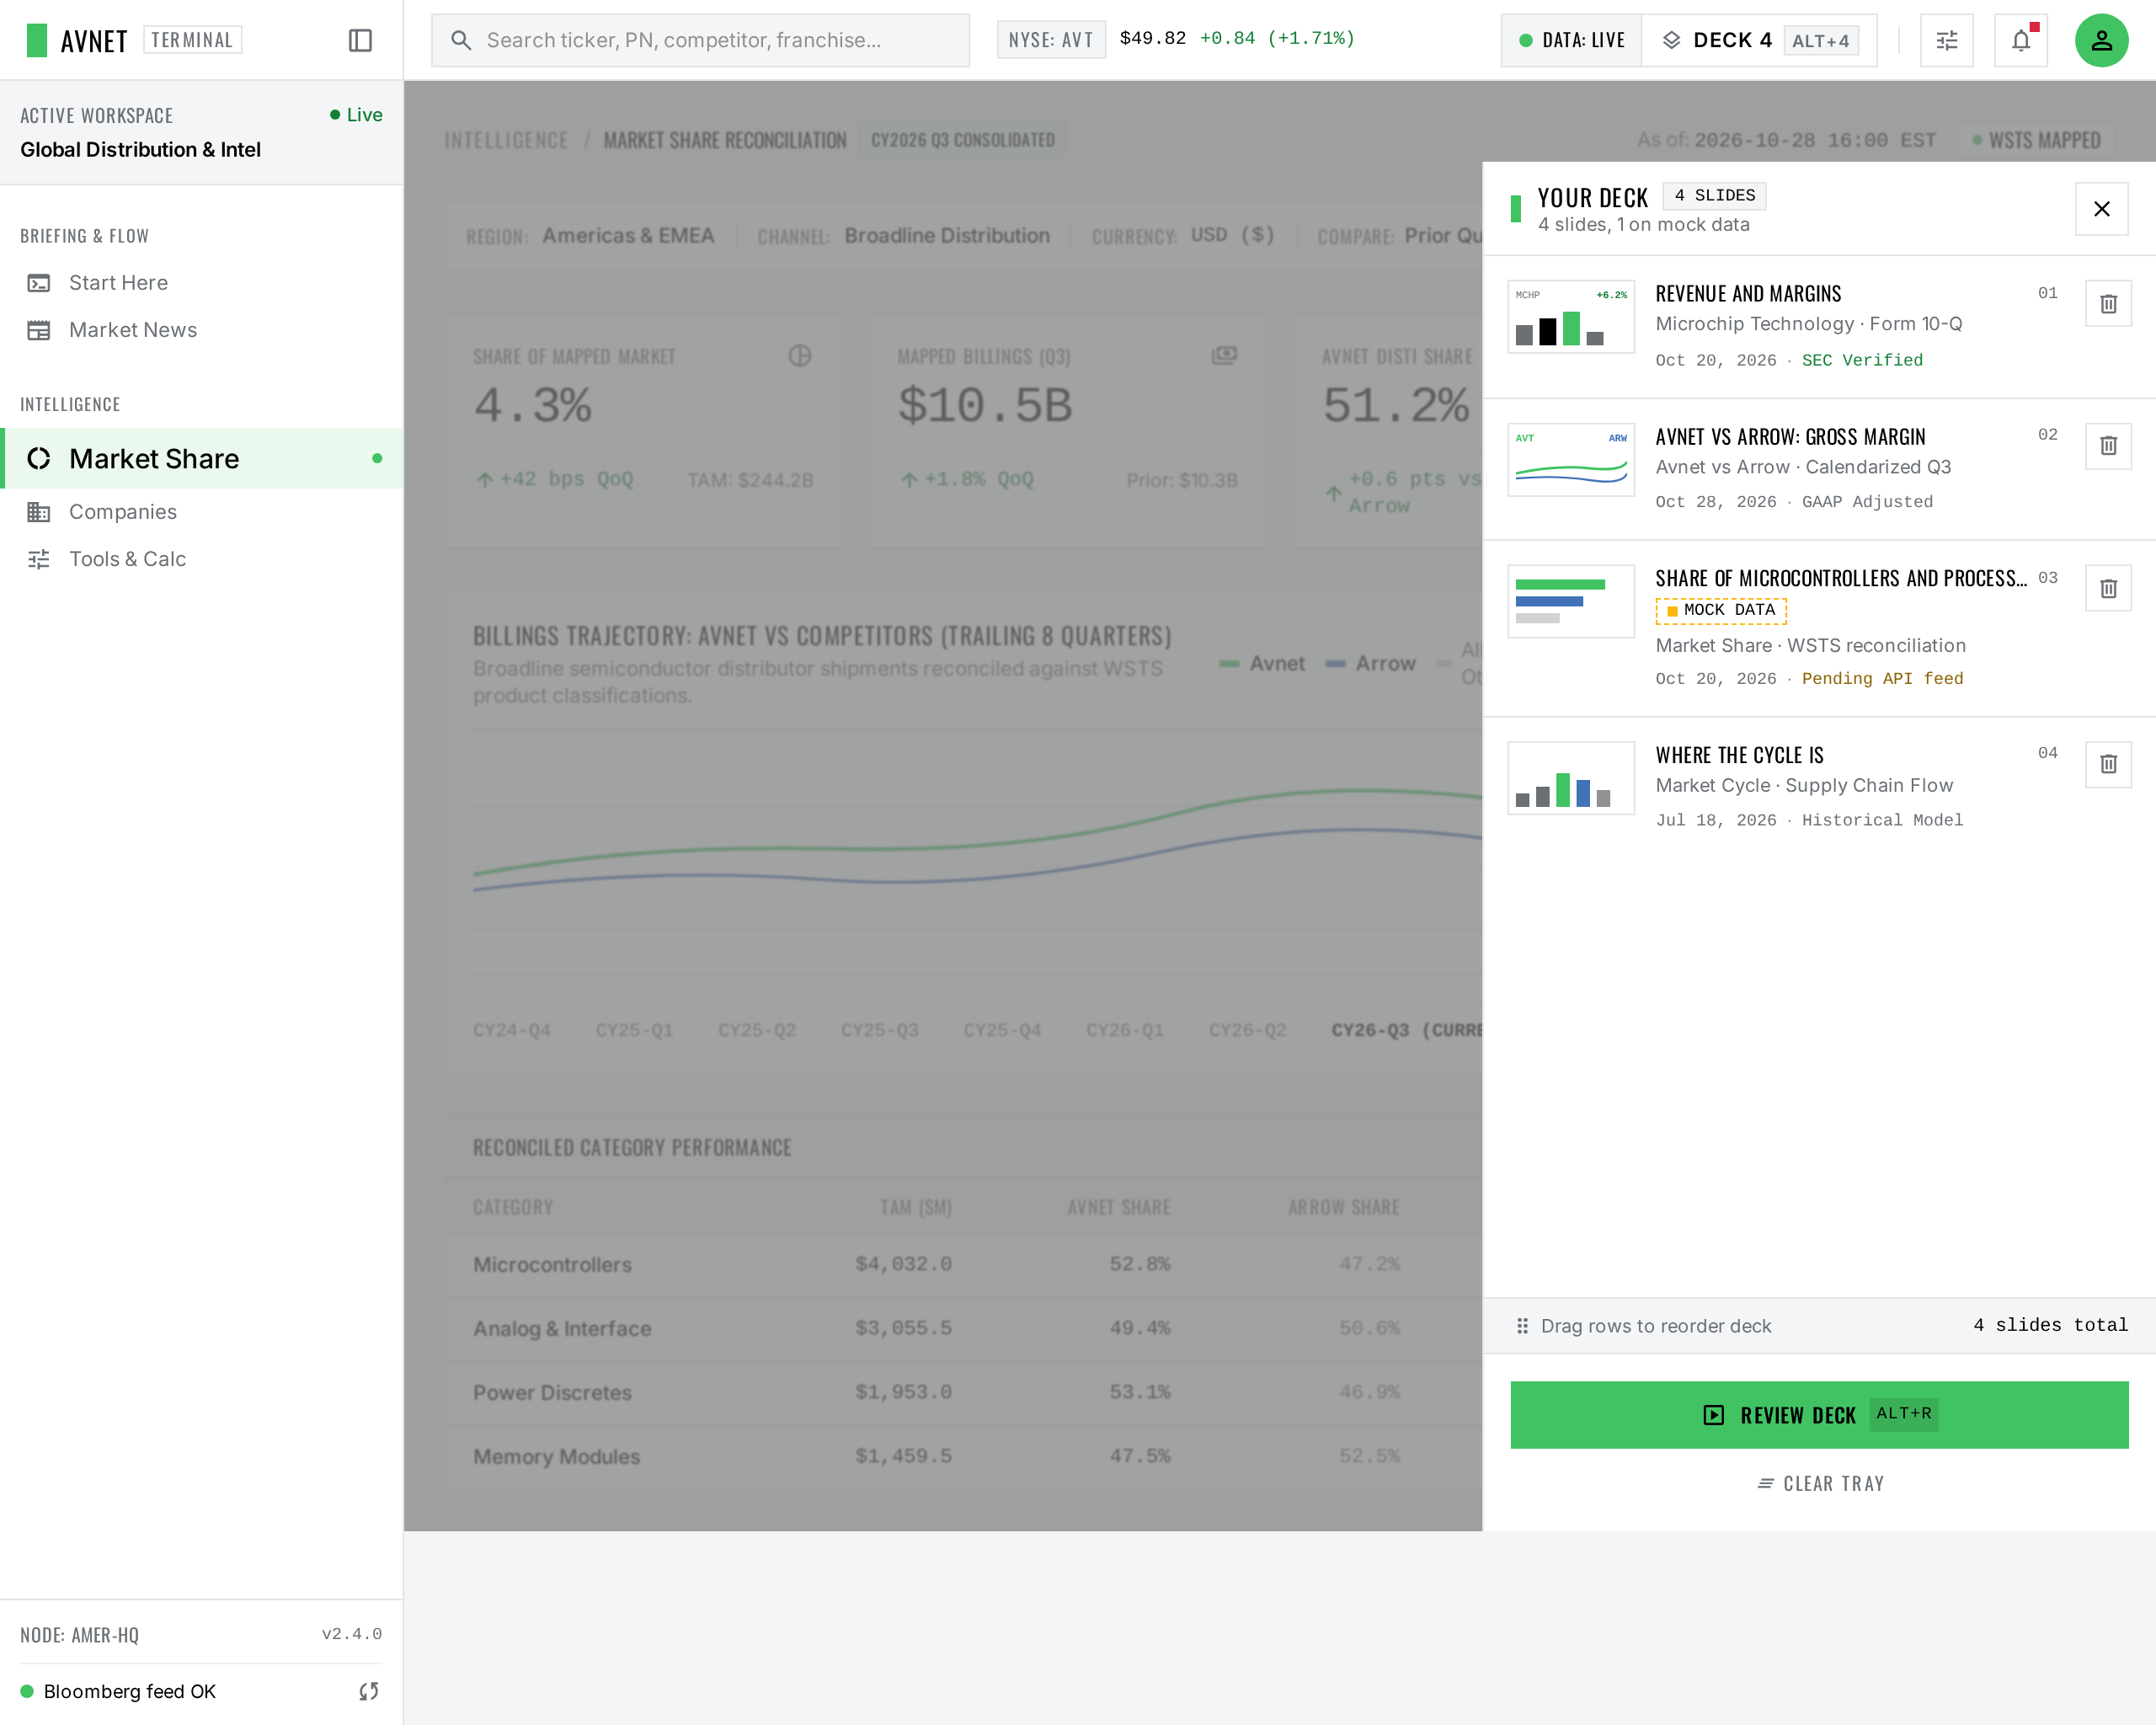 AVNET TERMINAL
Search ticker, PN, competitor, franchise...
NYSE: AVT $49.82 +0.84 (+1.71%)
DATA: LIVE
DECK 4 ALT+4
ACTIVE WORKSPACE
Live
Global Distribution & Intel
BRIEFING & FLOW
Start Here
Market News
INTELLIGENCE
Market Share
Companies
Tools & Calc
NODE: AMER-HQ v2.4.0
Bloomberg feed OK
INTELLIGENCE / MARKET SHARE RECONCILIATION CY2026 Q3 CONSOLIDATED
As of: 2026-10-28 16:00 EST
WSTS MAPPED
REGION: Americas & EMEA
CHANNEL: Broadline Distribution
CURRENCY: USD ($)
COMPARE: Prior Qu
SHARE OF MAPPED MARKET
4.3%
+42 bps QoQ TAM: $244.2B
MAPPED BILLINGS (Q3)
$10.5B
+1.8% QoQ Prior: $10.3B
AVNET DISTI SHARE
51.2%
+0.6 pts vs
Arrow
BILLINGS TRAJECTORY: AVNET VS COMPETITORS (TRAILING 8 QUARTERS)
Broadline semiconductor distributor shipments reconciled against WSTS
product classifications.
Avnet Arrow
CY24-Q4 CY25-Q1 CY25-Q2 CY25-Q3 CY25-Q4 CY26-Q1 CY26-Q2 CY26-Q3 (CURRE
RECONCILED CATEGORY PERFORMANCE
CATEGORY TAM ($M) AVNET SHARE ARROW SHARE
Microcontrollers $4,032.0 52.8% 47.2%
Analog & Interface $3,055.5 49.4% 50.6%
Power Discretes $1,953.0 53.1% 46.9%
Memory Modules $1,459.5 47.5% 52.5%
YOUR DECK 4 SLIDES
4 slides, 1 on mock data
MCHP +6.2%
REVENUE AND MARGINS 01
Microchip Technology · Form 10-Q
Oct 20, 2026 · SEC Verified
AVT ARW
AVNET VS ARROW: GROSS MARGIN 02
Avnet vs Arrow · Calendarized Q3
Oct 28, 2026 · GAAP Adjusted
SHARE OF MICROCONTROLLERS AND PROCESS... 03
MOCK DATA
Market Share · WSTS reconciliation
Oct 20, 2026 · Pending API feed
WHERE THE CYCLE IS 04
Market Cycle · Supply Chain Flow
Jul 18, 2026 · Historical Model
Drag rows to reorder deck 4 slides total
REVIEW DECK ALT+R
CLEAR TRAY